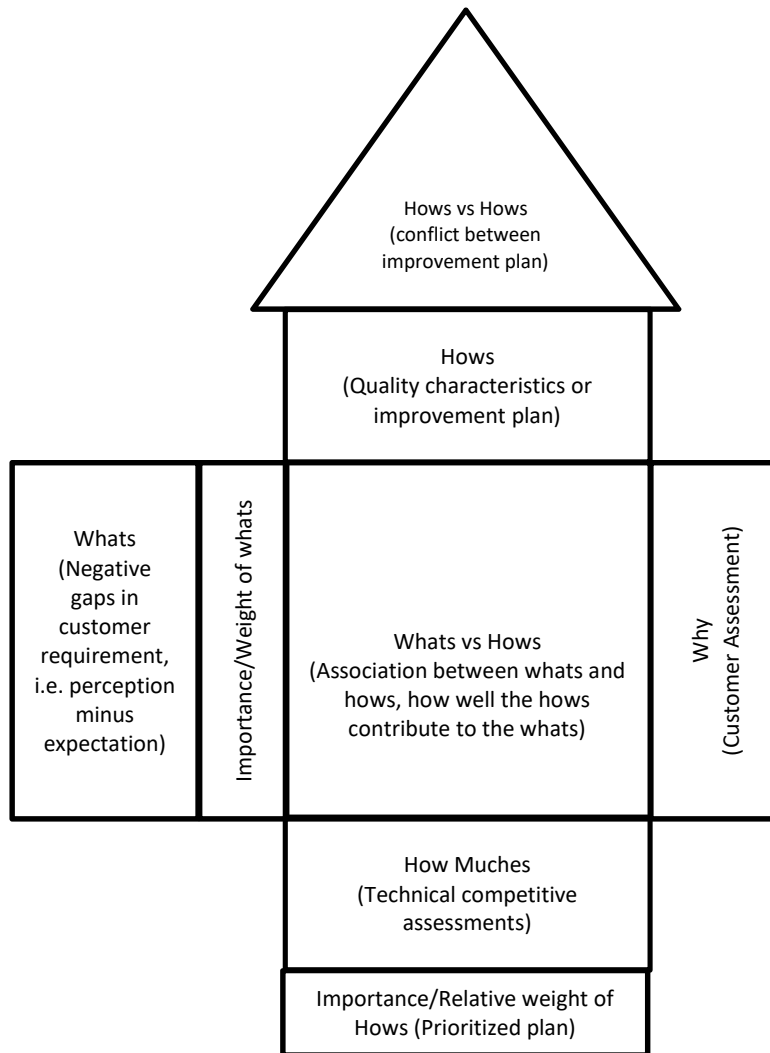 Hows vs Hows
(conflict between
improvement plan)
Hows
(Quality characteristics or
improvement plan)
Whats
(Negative
gaps in
customer
requirement,
i.e. perception
minus
expectation)
Importance/Weight of whats
Whats vs Hows
(Association between whats and
hows, how well the hows
contribute to the whats)
Why
(Customer Assessment)
How Muches
(Technical competitive
assessments)
Importance/Relative weight of
Hows (Prioritized plan)